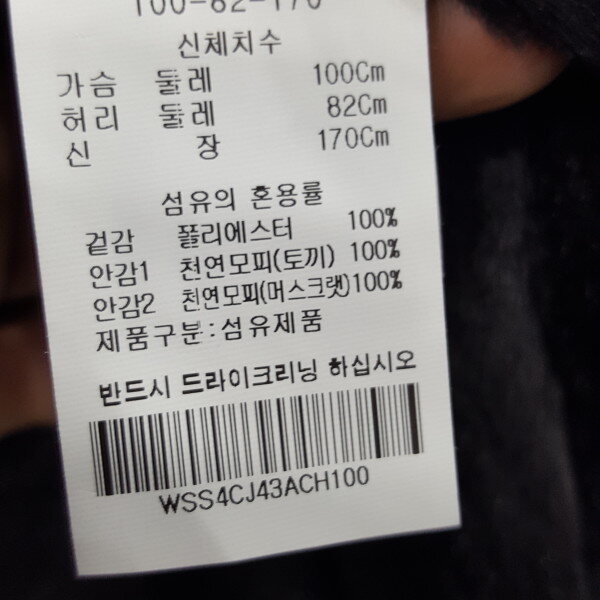 100-82-170
신체치수
가슴 둘레 100Cm
허리 둘레 82Cm
신 장 170Cm
섬유의 혼용률
겉감 폴리에스터 100%
안감1 천연모피(토끼) 100%
안감2 천연모피(머스크랫)100%
제품구분:섬유제품
반드시 드라이크리닝 하십시오
WSS4CJ43ACH100